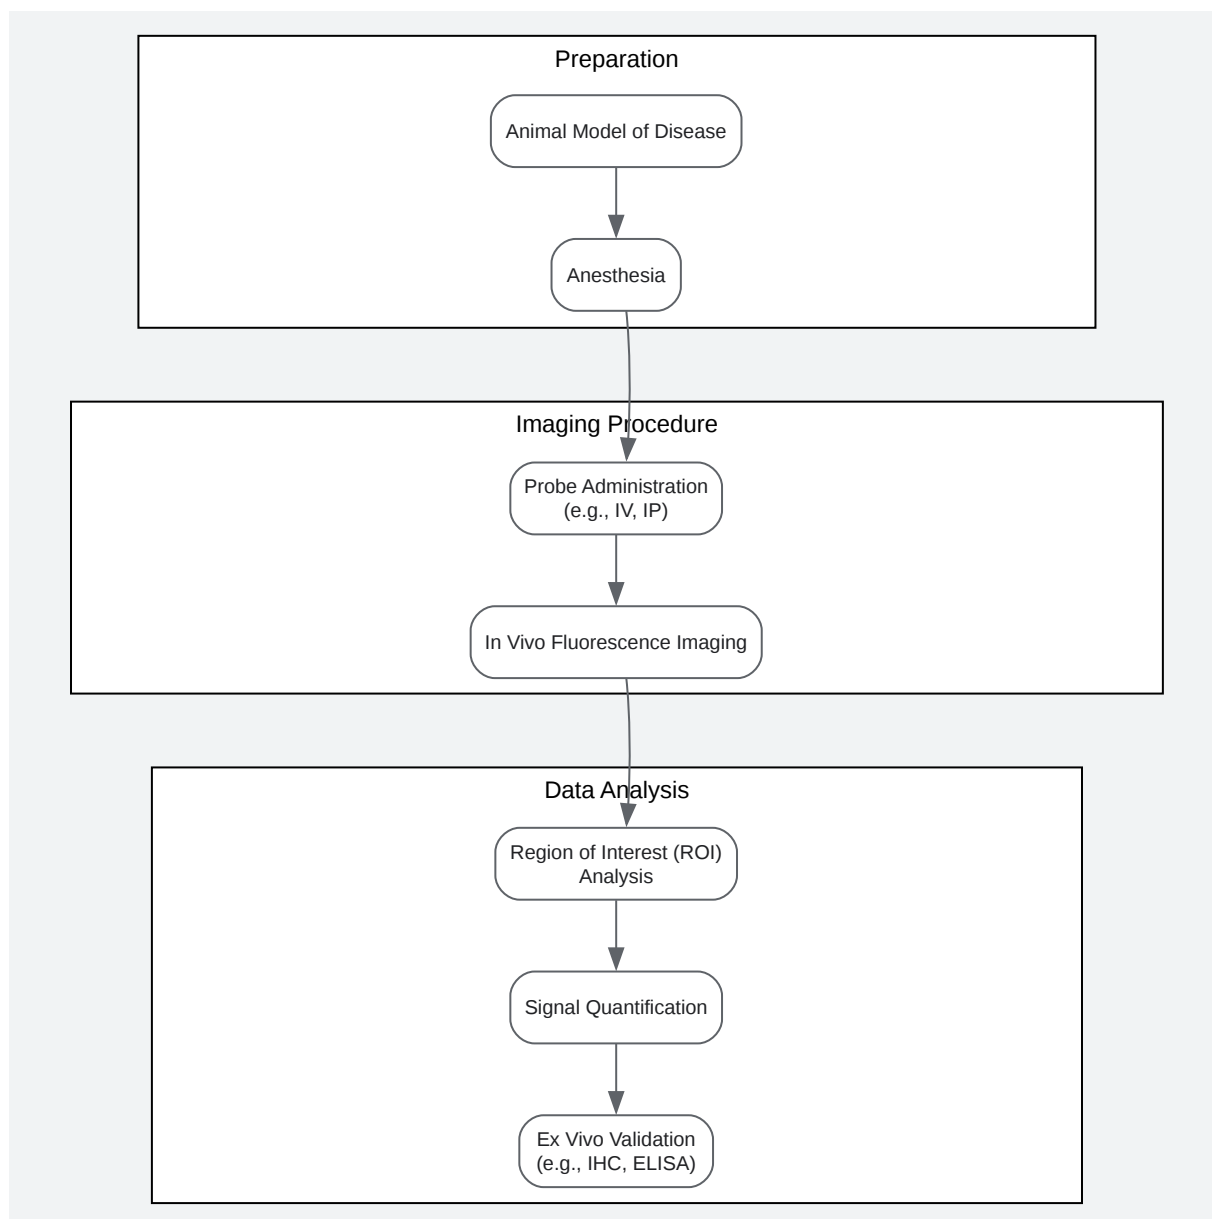 Preparation
Animal Model of Disease
Anesthesia
Imaging Procedure
Probe Administration
(e.g., IV, IP)
In Vivo Fluorescence Imaging
Data Analysis
Region of Interest (ROI)
Analysis
Signal Quantification
Ex Vivo Validation
(e.g., IHC, ELISA)